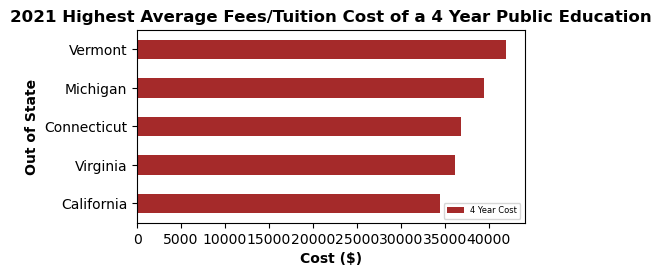 2021 Highest Average Fees/Tuition Cost of a 4 Year Public Education
Out of State
Vermont
Michigan
Connecticut
Virginia
California
4 Year Cost
0 5000 10000 15000 20000 25000 30000 35000 40000
Cost ($)